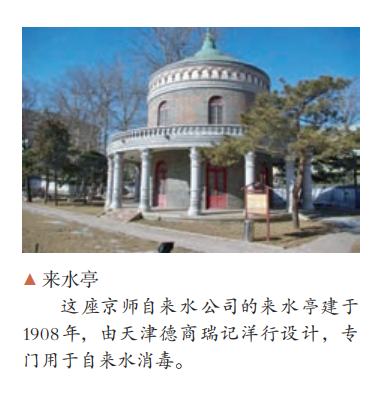 ▲ 来水亭
这座京师自来水公司的来水亭建于
1908年，由天津德商瑞记洋行设计，专
门用于自来水消毒。